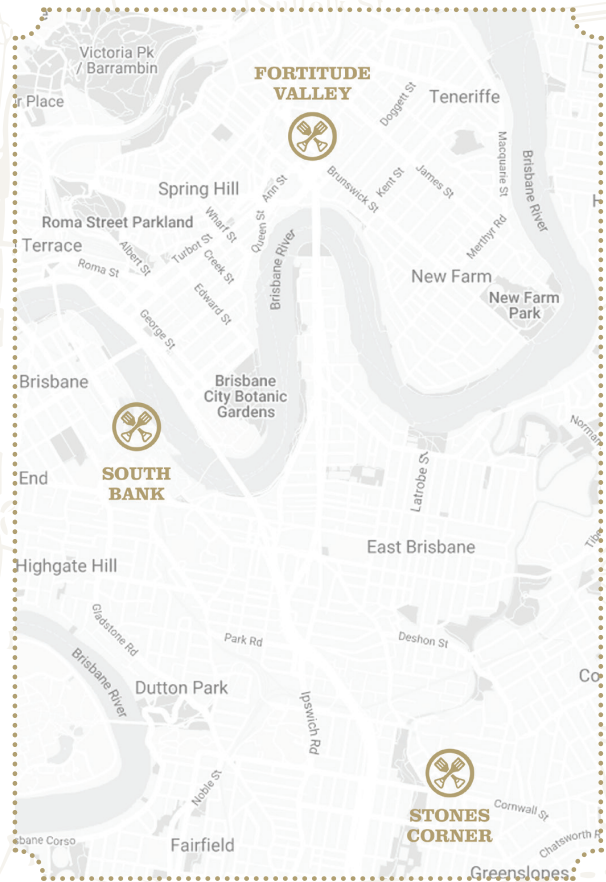 Victoria Pk
/ Barrambin
FORTITUDE
VALLEY
r Place
Doggett St
Teneriffe
Macquarie St
Brisbane River
Spring Hill
Ann St
Brunswick St
Kent St
James St
Roma Street Parkland
Wharf St
Queen St
Merthyr Rd
Terrace
Albert St
Turbot St
Creek St
Brisbane River
Roma St
New Farm
Edward St
New Farm
Park
George St
Brisbane
Brisbane
City Botanic
Gardens
SOUTH
BANK
End
Latrobe S
Norman
East Brisbane
Tibe
Highgate Hill
Gladstone Rd
Park Rd
Deshon St
Brisbane River
Dutton Park
Co
Ipswich Rd
Noble St
STONES
CORNER
Cornwall St
sbane Corso
Fairfield
Chatsworth R
Greenslopes